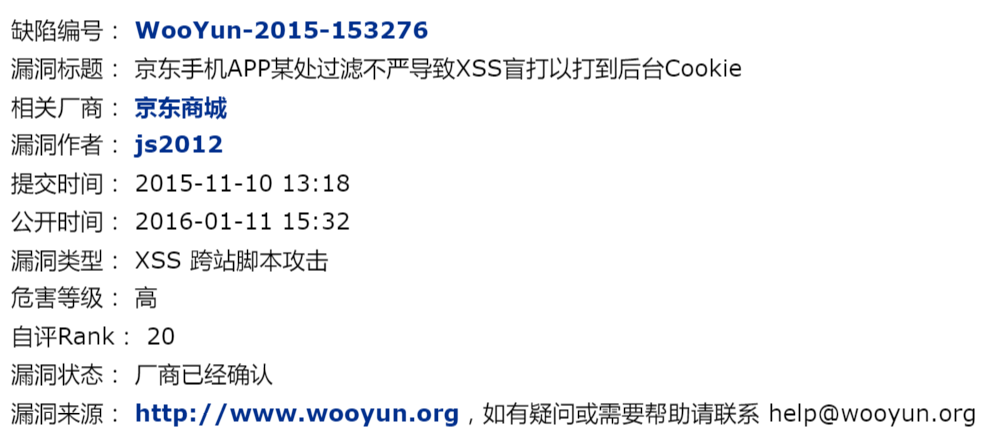 缺陷编号： WooYun-2015-153276
漏洞标题： 京东手机APP某处过滤不严导致XSS盲打以打到后台Cookie
相关厂商： 京东商城
漏洞作者： js2012
提交时间： 2015-11-10 13:18
公开时间： 2016-01-11 15:32
漏洞类型： XSS 跨站脚本攻击
危害等级： 高
自评Rank： 20
漏洞状态： 厂商已经确认
漏洞来源： http://www.wooyun.org，如有疑问或需要帮助请联系 help@wooyun.org